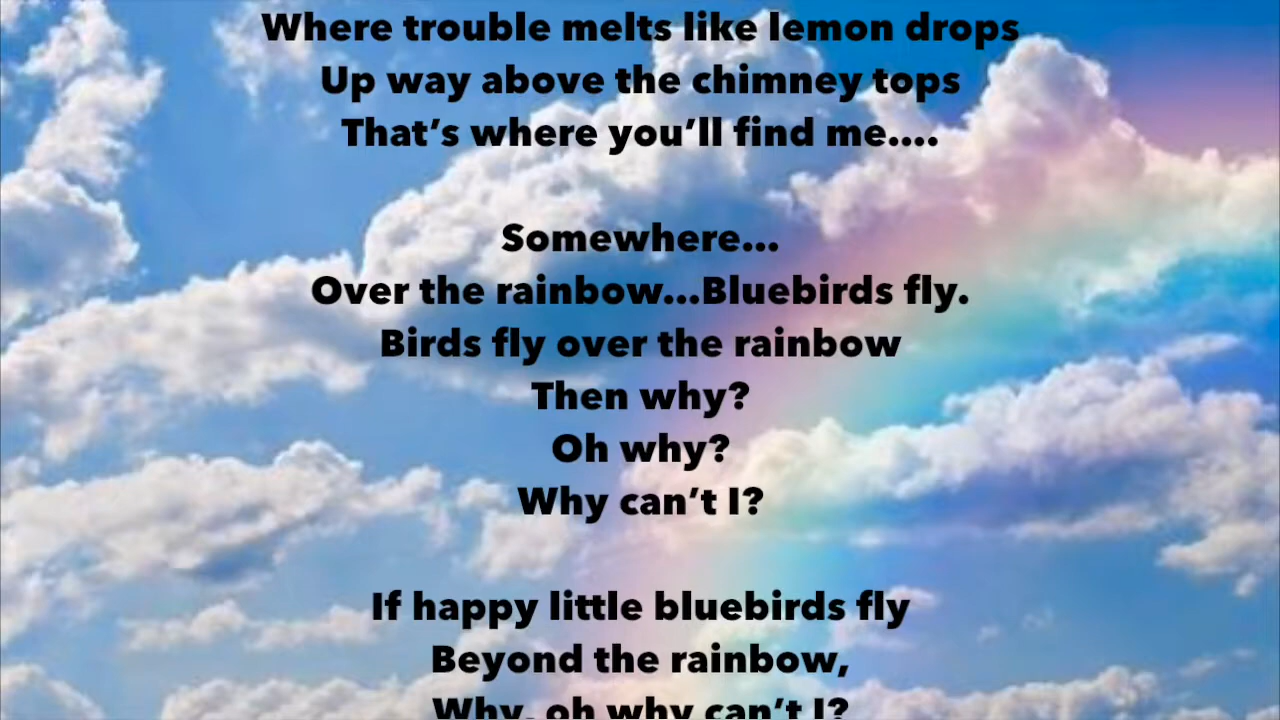 Where trouble melts like lemon drops
Up way above the chimney tops
That’s where you’ll find me....
Somewhere...
Over the rainbow...Bluebirds fly.
Birds fly over the rainbow
Then why?
Oh why?
Why can’t I?
If happy little bluebirds fly
Beyond the rainbow,
Why, oh why can’t I?